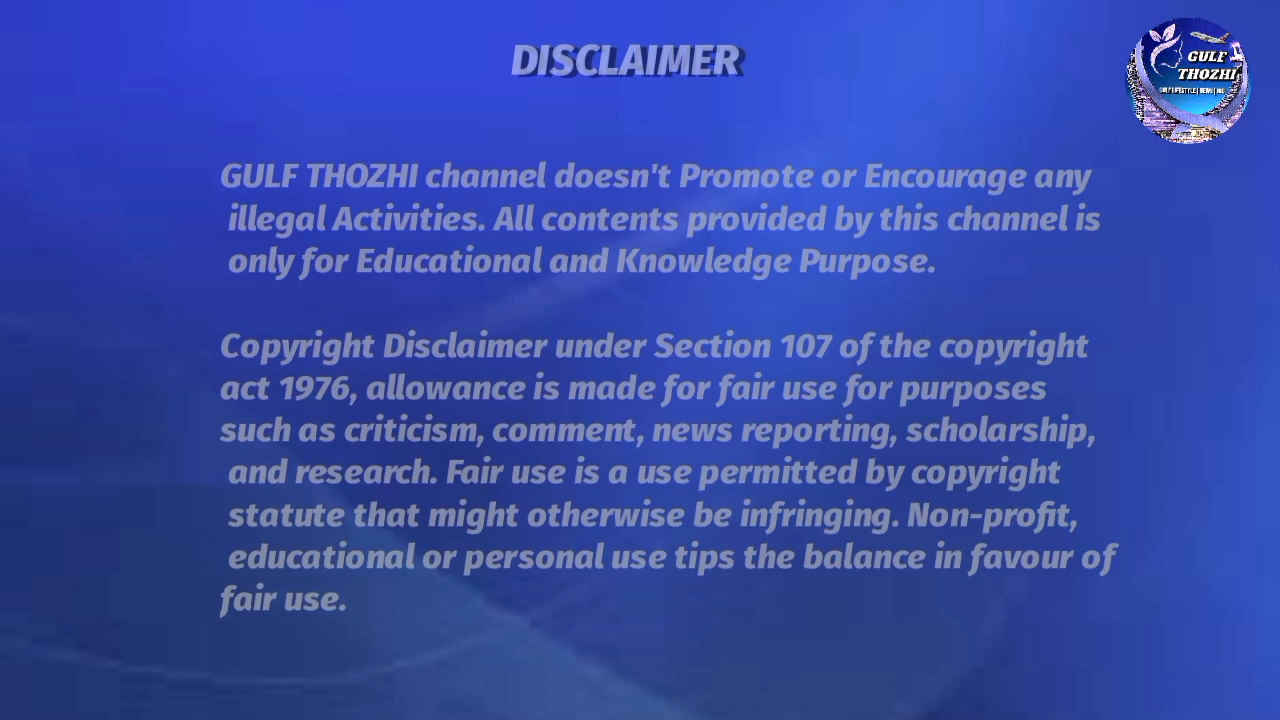 DISCLAIMER
GULF
THOZHI
GULF THOZHI channel doesn't Promote or Encourage any
illegal Activities. All contents provided by this channel is
only for Educational and Knowledge Purpose.
Copyright Disclaimer under Section 107 of the copyright
act 1976, allowance is made for fair use for purposes
such as criticism, comment, news reporting, scholarship,
and research. Fair use is a use permitted by copyright
statute that might otherwise be infringing. Non-profit,
educational or personal use tips the balance in favour of
fair use.